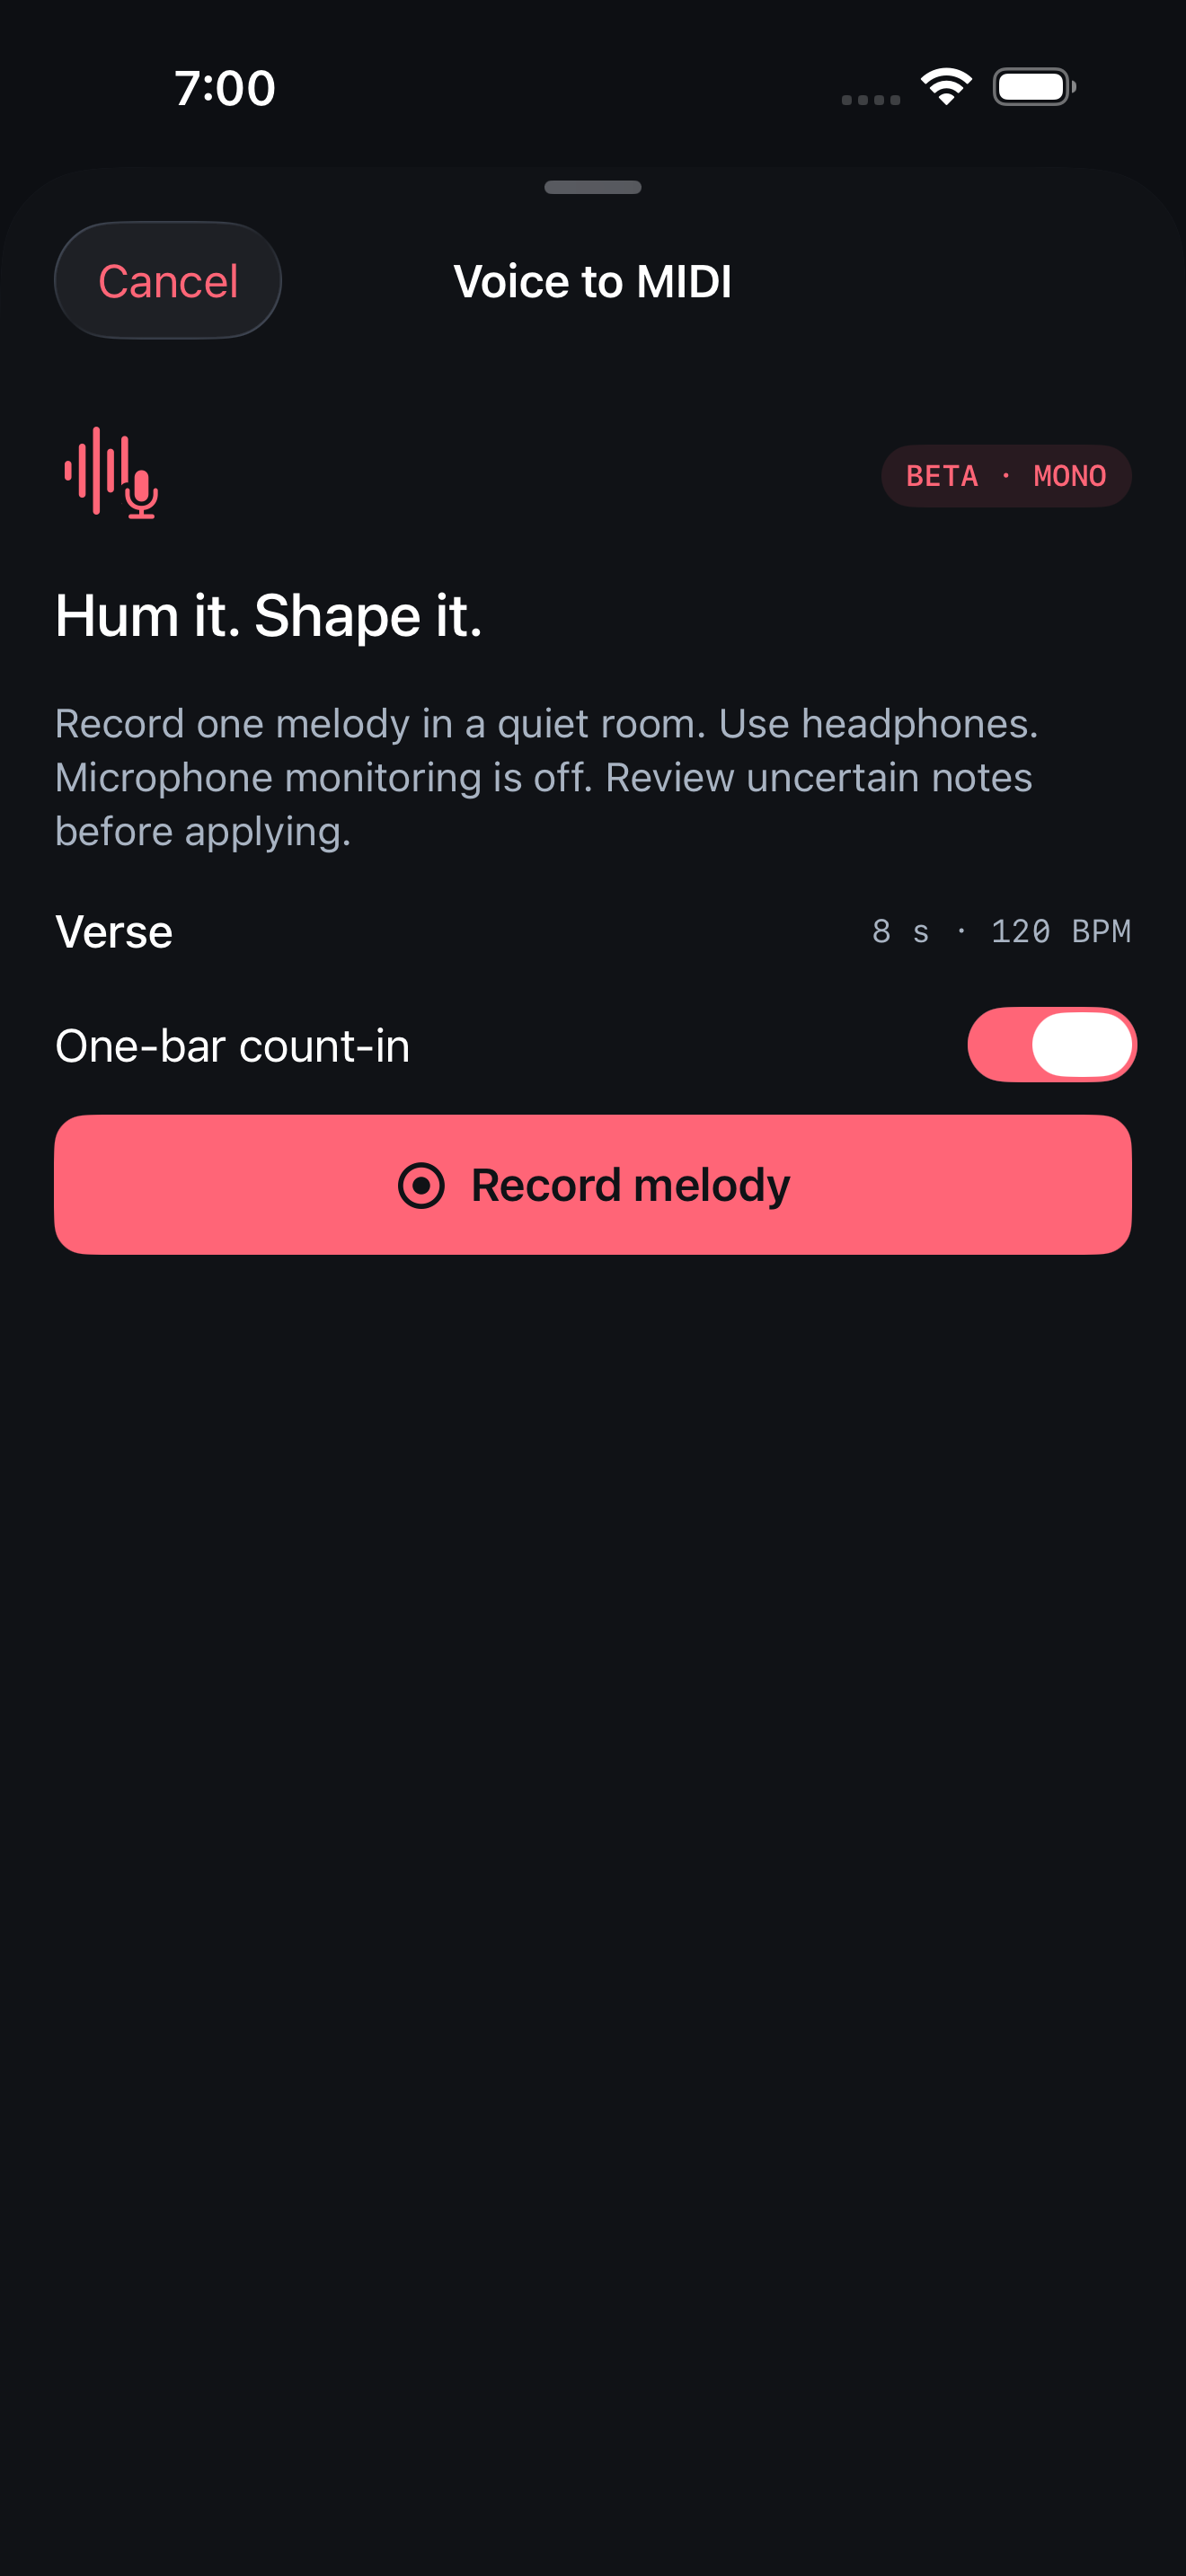 7:00
Cancel
Voice to MIDI
BETA · MONO
Hum it. Shape it.
Record one melody in a quiet room. Use headphones.
Microphone monitoring is off. Review uncertain notes
before applying.
Verse
8 s · 120 BPM
One-bar count-in
Record melody